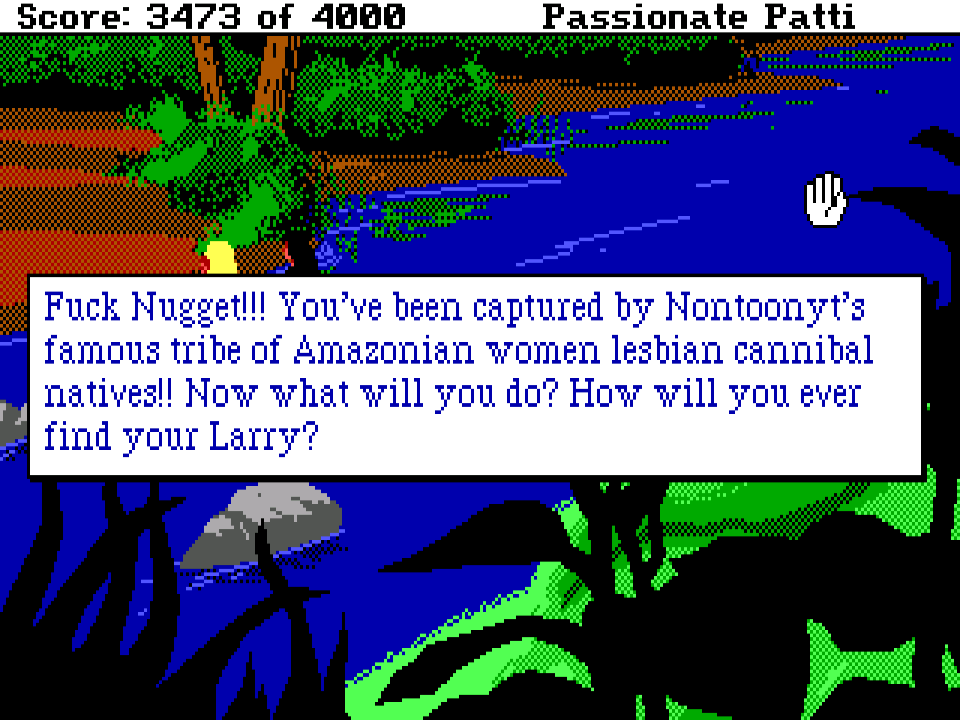 Score: 3473 of 4000 Passionate Patti
Fuck Nugget!!! You've been captured by Nontoonyt's
famous tribe of Amazonian women lesbian cannibal
natives!! Now what will you do? How will you ever
find your Larry?